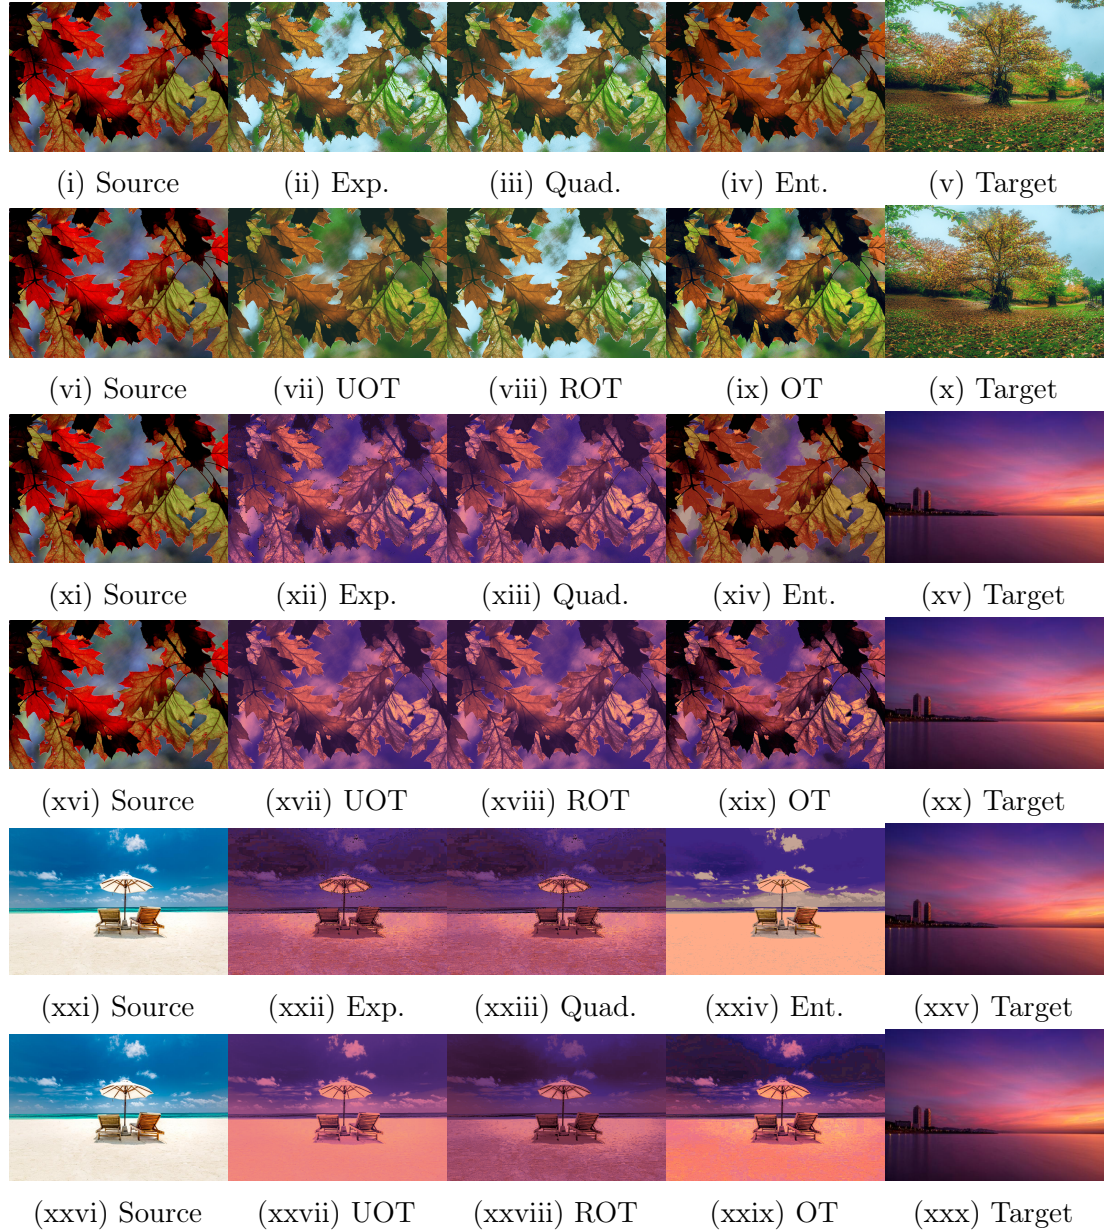 (i) Source (ii) Exp. (iii) Quad. (iv) Ent. (v) Target
(vi) Source (vii) UOT (viii) ROT (ix) OT (x) Target
(xi) Source (xii) Exp. (xiii) Quad. (xiv) Ent. (xv) Target
(xvi) Source (xvii) UOT (xviii) ROT (xix) OT (xx) Target
(xxi) Source (xxii) Exp. (xxiii) Quad. (xxiv) Ent. (xxv) Target
(xxvi) Source (xxvii) UOT (xxviii) ROT (xxix) OT (xxx) Target